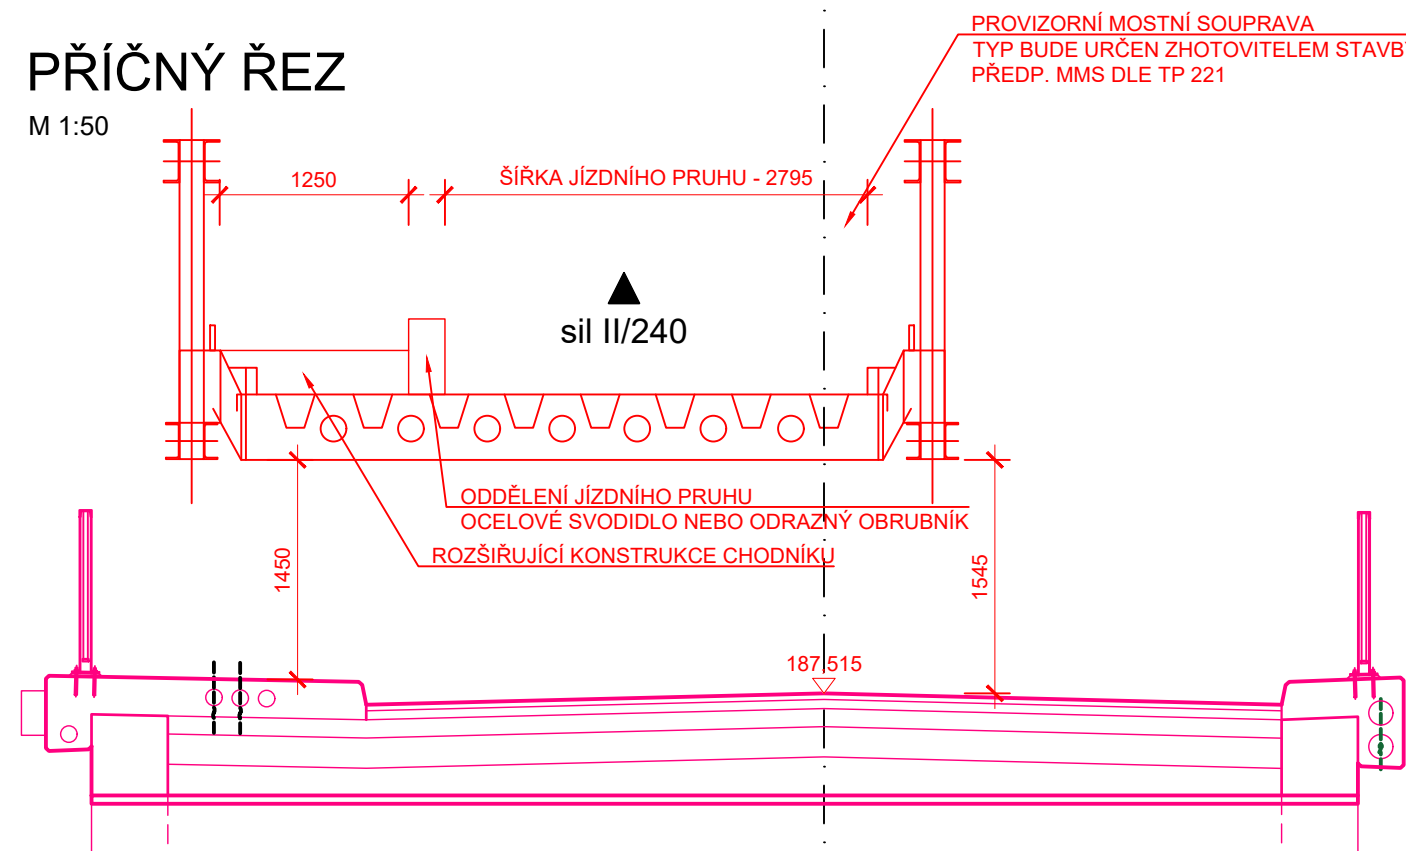 PŘÍČNÝ ŘEZ
M 1:50
PROVIZORNÍ MOSTNÍ SOUPRAVA
TYP BUDE URČEN ZHOTOVITELEM STAVBY
PŘEDP. MMS DLE TP 221
1250
ŠÍŘKA JÍZDNÍHO PRUHU - 2795
sil II/240
ODDĚLENÍ JÍZDNÍHO PRUHU
OCELOVÉ SVODIDLO NEBO ODRAZNÝ OBRUBNÍK
ROZŠIŘUJÍCÍ KONSTRUKCE CHODNÍKU
1450
1545
187,515